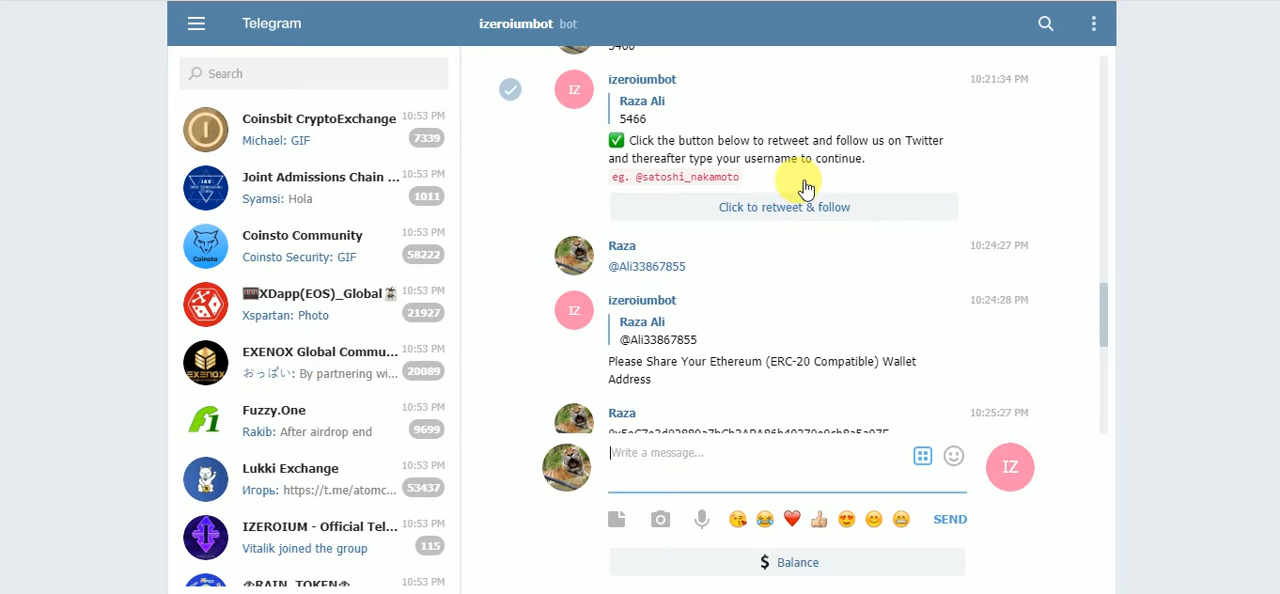 Telegram
izeroiumbot bot
Search
Coinsbit CryptoExchange 10:53 PM
Michael: GIF 7339
Joint Admissions Chain ... 10:53 PM
Syamsi: Hola 1011
Coinsto Community 10:53 PM
Coinsto Security: GIF 58222
Coinsto
XDapp(EOS)_Global 10:53 PM
Xspartan: Photo 21927
EXENOX Global Commu... 10:53 PM
おっぱい: By partnering wi... 20089
EXENOX
Fuzzy.One 10:53 PM
Rakib: After airdrop end 9699
Lukki Exchange 10:53 PM
Игорь: https://t.me/atomc... 53437
IZEROIUM - Official Tel... 10:53 PM
Vitalik joined the group 115
RAIN TOKEN 10:53 PM
5466
IZ
izeroiumbot 10:21:34 PM
Raza Ali
5466
✅ Click the button below to retweet and follow us on Twitter
and thereafter type your username to continue.
eg. @satoshi_nakamoto
Click to retweet & follow
Raza 10:24:27 PM
@Ali33867855
IZ
izeroiumbot 10:24:28 PM
Raza Ali
@Ali33867855
Please Share Your Ethereum (ERC-20 Compatible) Wallet
Address
Raza 10:25:27 PM
Write a message...
IZ
SEND
$ Balance